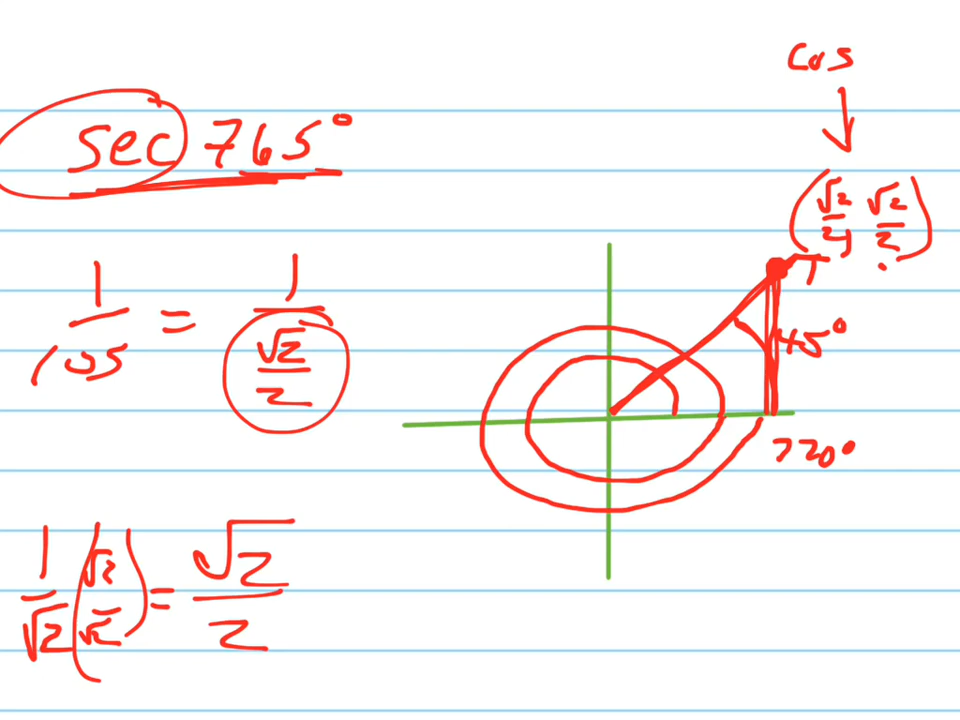 cos
sec 765°
(√2/2, √2/2)
1/cos = 1/(√2/2)
45°
720°
1/√2 (√2/√2) = √2/2